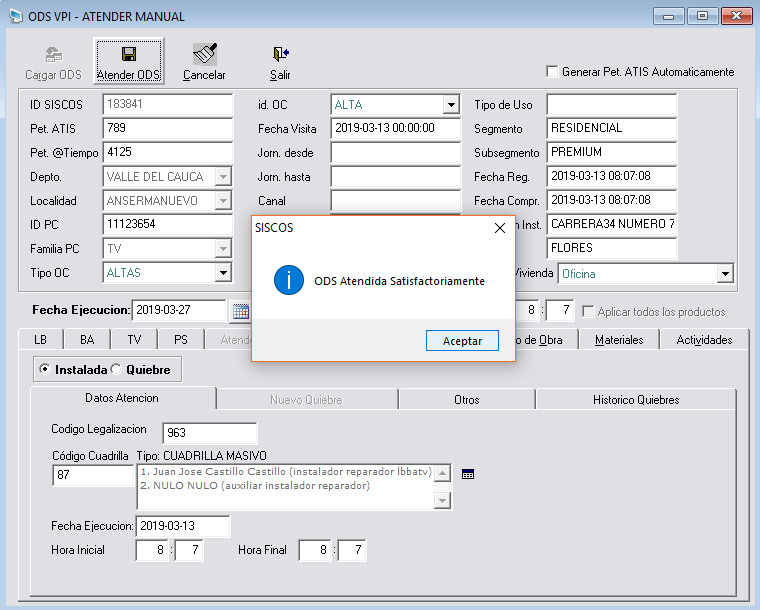 ODS VPI - ATENDER MANUAL
Cargar ODS Atender ODS Cancelar Salir
Generar Pet. ATIS Automaticamente
ID SISCOS 183841 id. OC ALTA Tipo de Uso
Pet. ATIS 789 Fecha Visita 2019-03-13 00:00:00 Segmento RESIDENCIAL
Pet. @Tiempo 4125 Jorn. desde Subsegmento PREMIUM
Depto. VALLE DEL CAUCA Jorn. hasta Fecha Reg. 2019-03-13 08:07:08
Localidad ANSERMANUEVO Canal Fecha Compr. 2019-03-13 08:07:08
ID PC 11123654 Inst. CARRERA34 NUMERO 7
Familia PC TV FLORES
Tipo OC ALTAS Vivienda Oficina
SISCOS
ODS Atendida Satisfactoriamente
Aceptar
Fecha Ejecucion: 2019-03-27 8 : 7 Aplicar todos los productos
LB BA TV PS Atende o de Obra Materiales Actividades
Instalada Quiebre
Datos Atencion Nuevo Quiebre Otros Historico Quiebres
Codigo Legalizacion 963
Código Cuadrilla Tipo: CUADRILLA MASIVO
87 1. Juan Jose Castillo Castillo (instalador reparador lbbatv)
2. NULO NULO (auxiliar instalador reparador)
Fecha Ejecucion: 2019-03-13
Hora Inicial 8 : 7 Hora Final 8 : 7